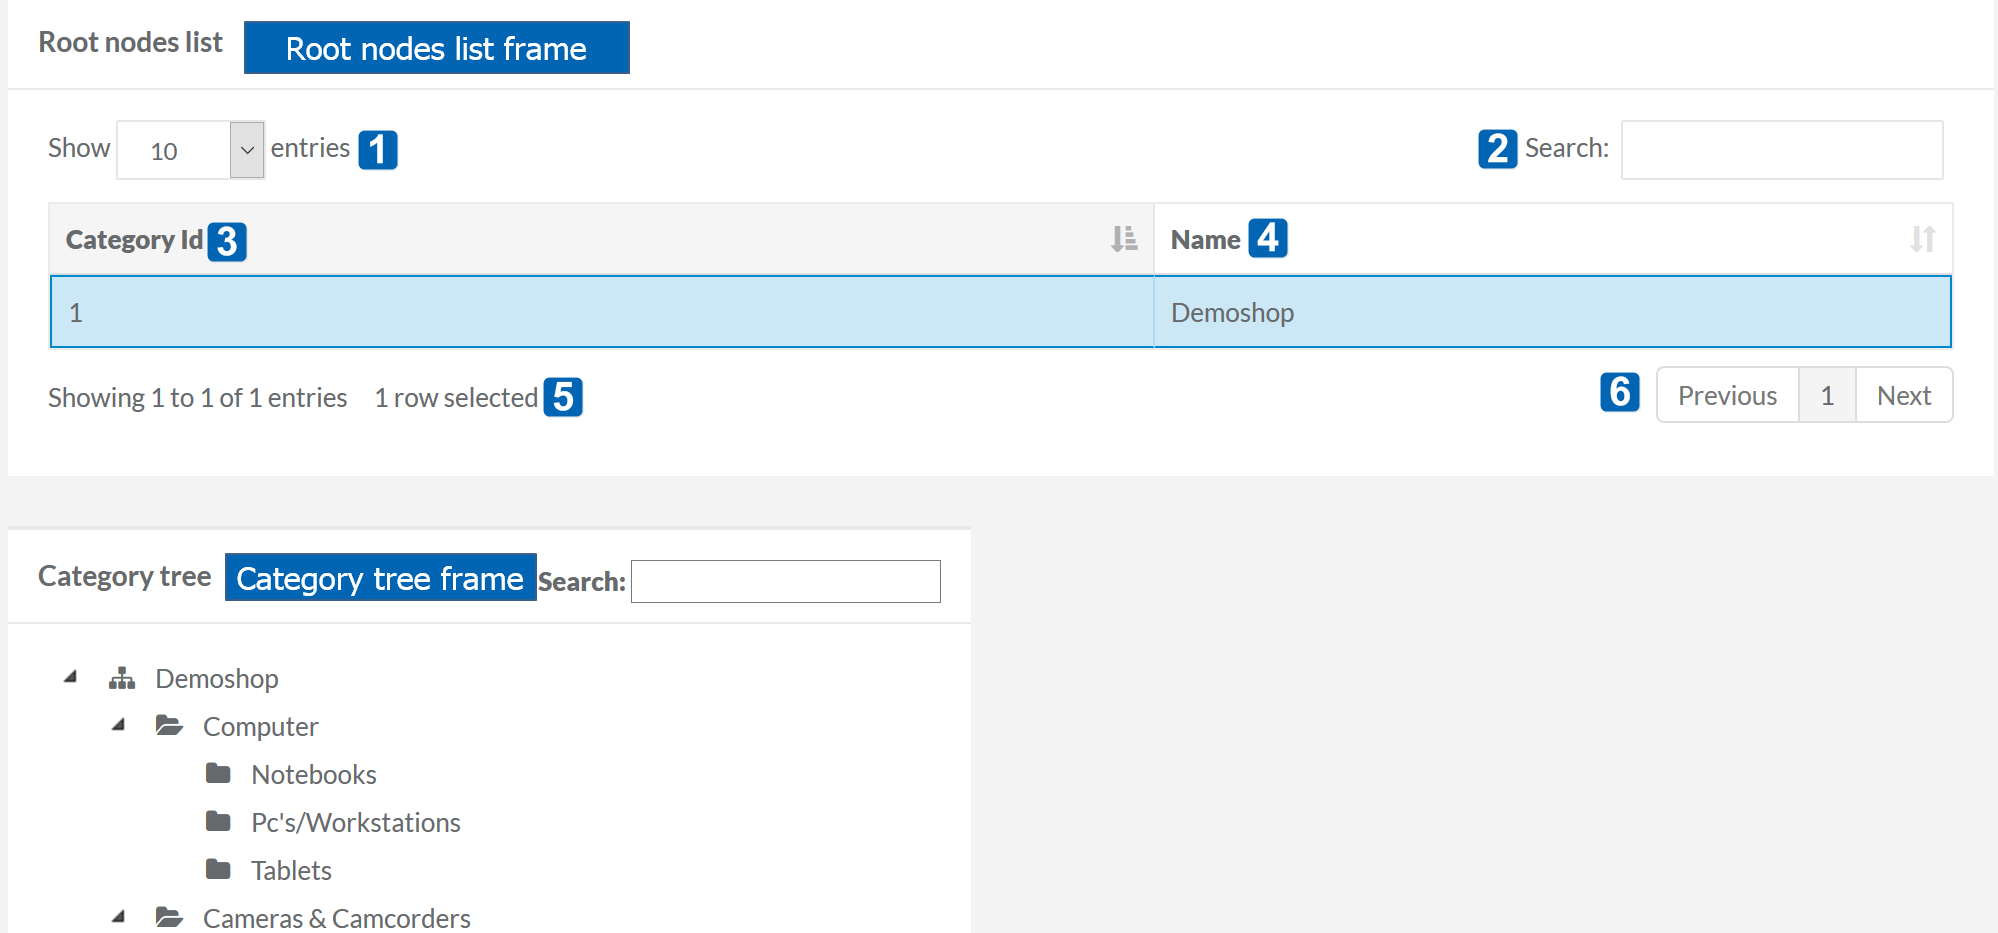 Root nodes list Root nodes list frame
Show 10 entries 1 2 Search:
Category Id 3 Name 4
1 Demoshop
Showing 1 to 1 of 1 entries 1 row selected 5 6 Previous 1 Next
Category tree Category tree frame Search:
Demoshop
Computer
Notebooks
Pc's/Workstations
Tablets
Cameras & Camcorders